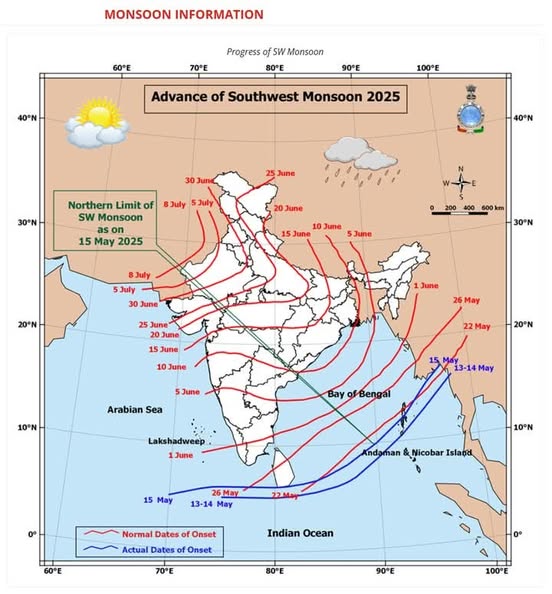 MONSOON INFORMATION
Progress of SW Monsoon
60°E 70°E 80°E 90°E 100°E
Advance of Southwest Monsoon 2025
40°N 40°N
N
W E
S
0 200 400 600 km
30 June 25 June
8 July 5 July 20 June
Northern Limit of
SW Monsoon
as on
15 May 2025
30°N 30°N
15 June 10 June 5 June
8 July
5 July
30 June
1 June
26 May
22 May
20°N 20°N
25 June
20 June
15 June
10 June
5 June
15 May
13-14 May
Bay of Bengal
Arabian Sea
10°N 10°N
Lakshadweep
1 June
Andaman & Nicobar Island
15 May 26 May 22 May
13-14 May
Normal Dates of Onset
Actual Dates of Onset
Indian Ocean
0° 0°
60°E 70°E 80°E 90°E 100°E